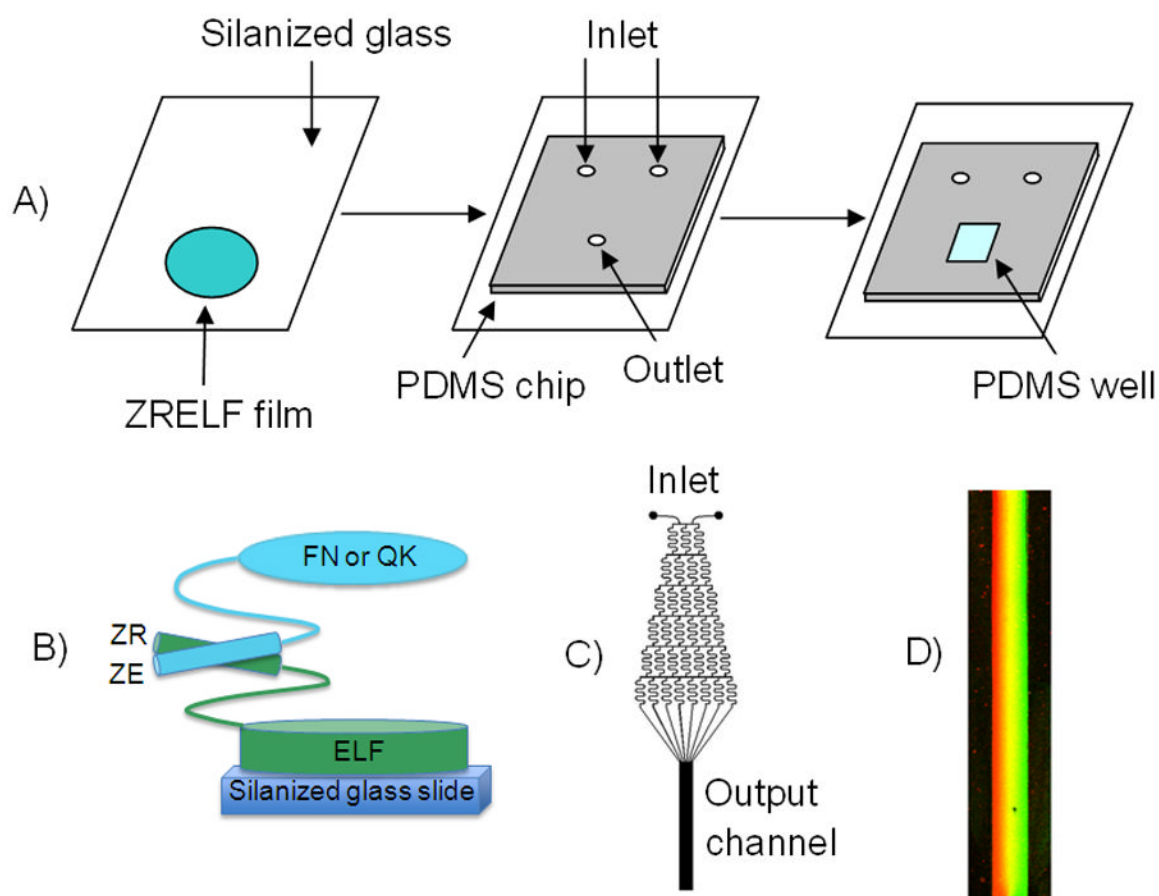 Silanized glass
Inlet
A)
PDMS chip
Outlet
PDMS well
ZRELF film
B)
FN or QK
ZR
ZE
ELF
Silanized glass slide
C)
Inlet
Output
channel
D)